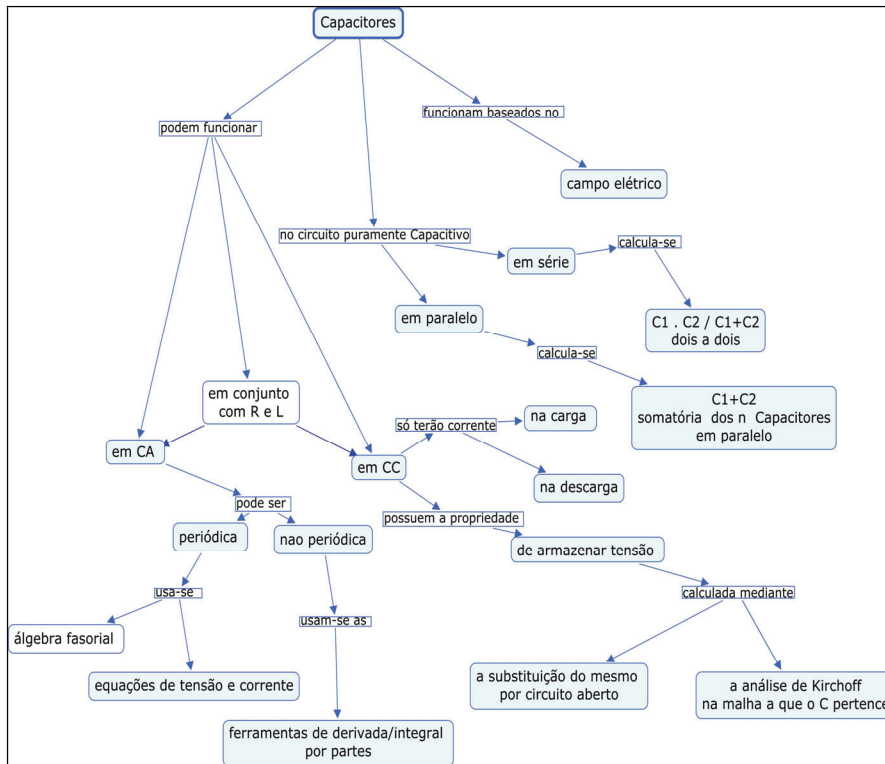 Capacitores
funcionam baseados no
podem funcionar
campo elétrico
no circuito puramente Capacitivo
calcula-se
em série
em paralelo
C1 . C2 / C1+C2
dois a dois
calcula-se
em conjunto
com R e L
C1+C2
somatória dos n Capacitores
em paralelo
na carga
só terão corrente
em CA
em CC
na descarga
pode ser
possuem a propriedade
periódica
nao periódica
de armazenar tensão
usa-se
calculada mediante
usam-se as
álgebra fasorial
equações de tensão e corrente
a substituição do mesmo
por circuito aberto
a análise de Kirchoff
na malha a que o C pertence
ferramentas de derivada/integral
por partes